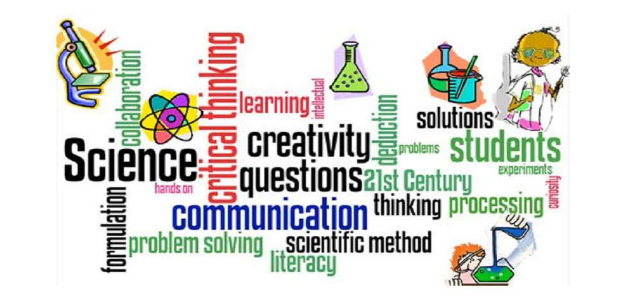 collaboration
critical thinking
learning
intellectual
creativity
deduction
solutions
problems
students
experiments
Science
hands on
questions
21st Century
curiosity
formulation
communication
thinking
processing
problem solving
scientific method
literacy